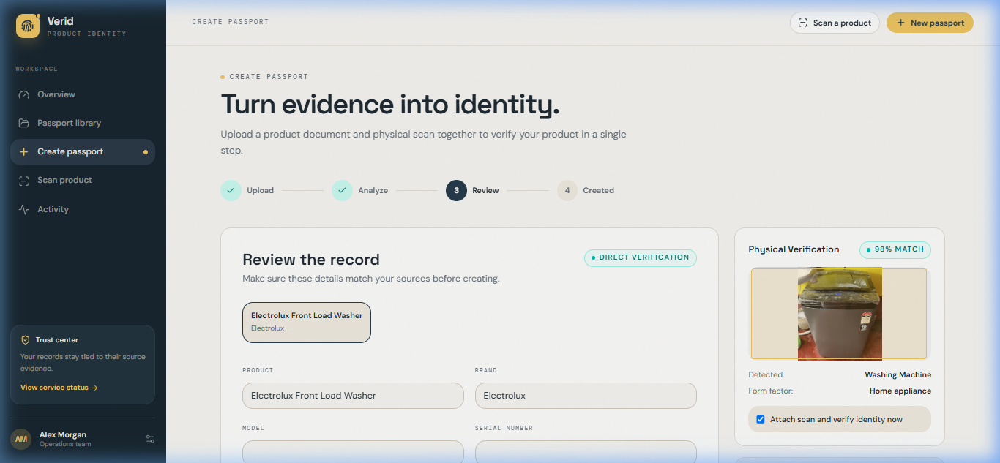 Verid
PRODUCT IDENTITY
WORKSPACE
Overview
Passport library
Create passport
Scan product
Activity
Trust center
Your records stay tied to their source
evidence.
View service status →
AM
Alex Morgan
Operations team
CREATE PASSPORT
Scan a product
New passport
CREATE PASSPORT
Turn evidence into identity.
Upload a product document and physical scan together to verify your product in a single
step.
Upload
Analyze
3 Review
4 Created
Review the record
DIRECT VERIFICATION
Make sure these details match your sources before creating.
Electrolux Front Load Washer
Electrolux ·
PRODUCT
BRAND
Electrolux Front Load Washer
Electrolux
MODEL
SERIAL NUMBER
Physical Verification
98% MATCH
Detected: Washing Machine
Form factor: Home appliance
Attach scan and verify identity now